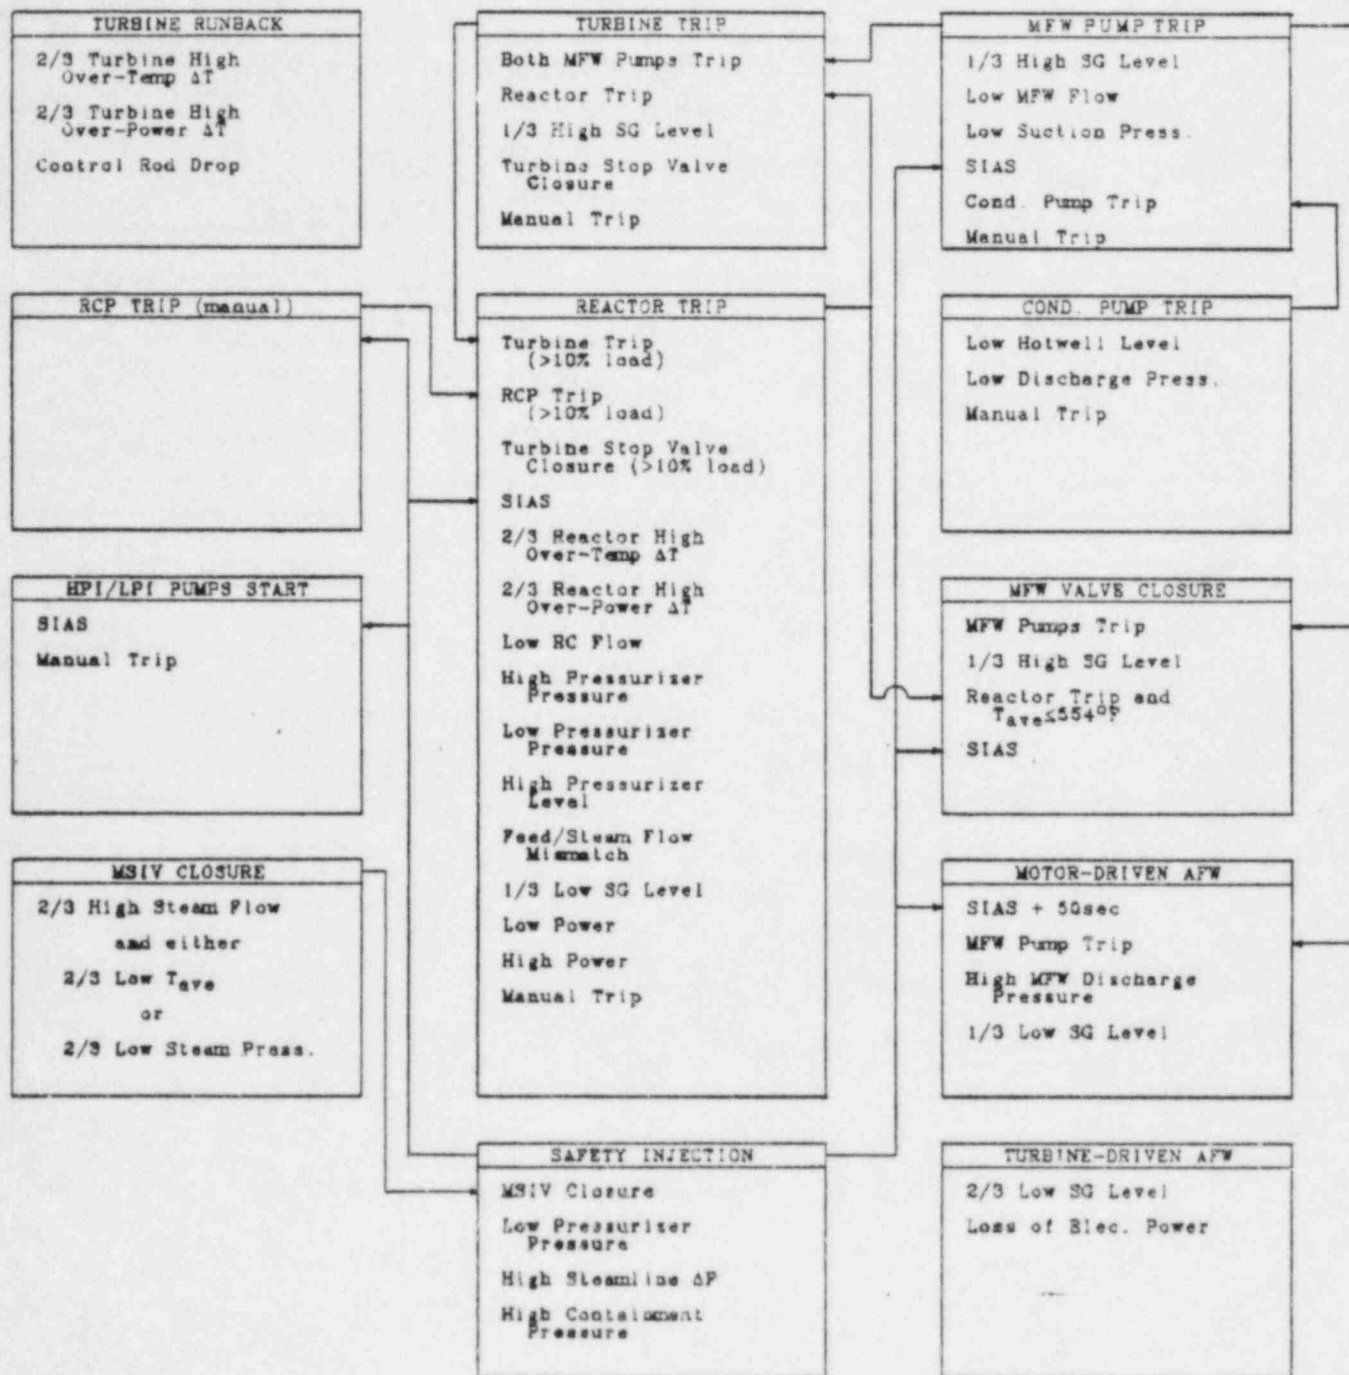 TURBINE RUNBACK
2/3 Turbine High
Over-Temp ΔT
2/3 Turbine High
Over-Power ΔT
Control Rod Drop
TURBINE TRIP
Both MFW Pumps Trip
Reactor Trip
1/3 High SG Level
Turbine Stop Valve
Closure
Manual Trip
MFW PUMP TRIP
1/3 High SG Level
Low MFW Flow
Low Suction Press.
SIAS
Cond. Pump Trip
Manual Trip
RCP TRIP (manual)
REACTOR TRIP
Turbine Trip
(>10% load)
RCP Trip
(>10% load)
Turbine Stop Valve
Closure (>10% load)
SIAS
2/3 Reactor High
Over-Temp ΔT
2/3 Reactor High
Over-Power ΔT
Low RC Flow
High Pressurizer
Pressure
Low Pressurizer
Pressure
High Pressurizer
Level
Feed/Steam Flow
Mismatch
1/3 Low SG Level
Low Power
High Power
Manual Trip
COND. PUMP TRIP
Low Hotwell Level
Low Discharge Press.
Manual Trip
HPI/LPI PUMPS START
SIAS
Manual Trip
MFW VALVE CLOSURE
MFW Pumps Trip
1/3 High SG Level
Reactor Trip and
Tave≤554°F
SIAS
MSIV CLOSURE
2/3 High Steam Flow
and either
2/3 Low Tave
or
2/3 Low Steam Press.
MOTOR-DRIVEN AFW
SIAS + 50sec
MFW Pump Trip
High MFW Discharge
Pressure
1/3 Low SG Level
SAFETY INJECTION
MSIV Closure
Low Pressurizer
Pressure
High Steamline ΔP
High Containment
Pressure
TURBINE-DRIVEN AFW
2/3 Low SG Level
Loss of Elec. Power